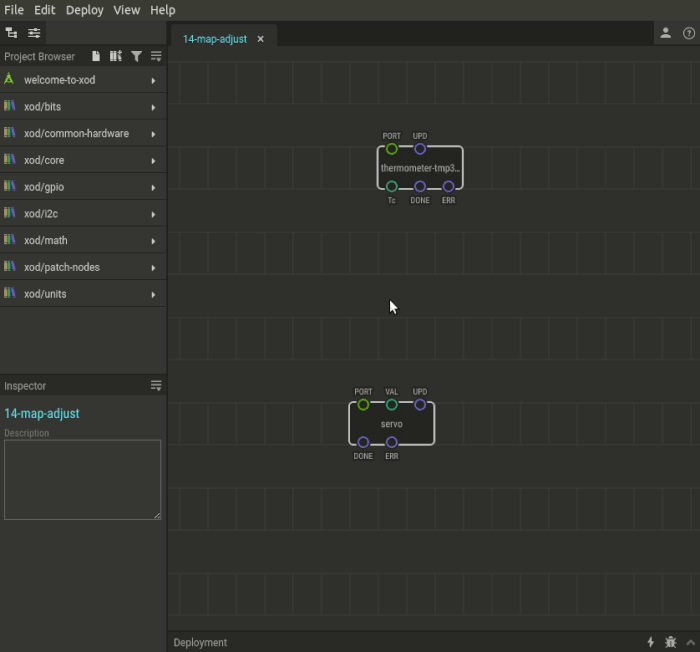 File Edit Deploy View Help
14-map-adjust
Project Browser
welcome-to-xod
xod/bits
xod/common-hardware
xod/core
xod/gpio
xod/i2c
xod/math
xod/patch-nodes
xod/units
PORT UPD
thermometer-tmp3...
Tc DONE ERR
PORT VAL UPD
servo
DONE ERR
Inspector
14-map-adjust
Description
Deployment